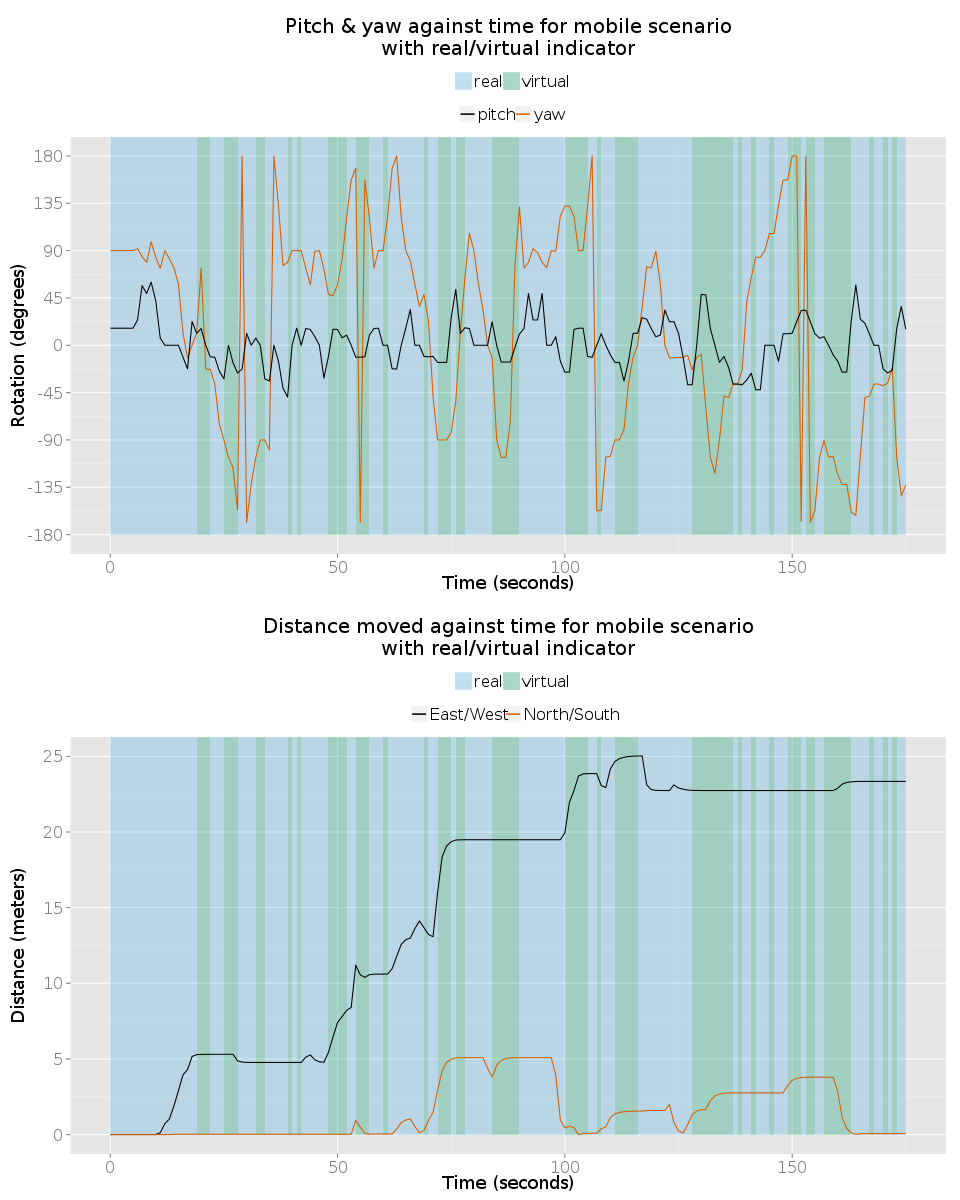 Pitch & yaw against time for mobile scenario
with real/virtual indicator
real virtual
pitch yaw
180
135
90
45
0
-45
-90
-135
-180
Rotation (degrees)
0 50 100 150
Time (seconds)
Distance moved against time for mobile scenario
with real/virtual indicator
real virtual
East/West North/South
25
20
15
10
5
0
Distance (meters)
0 50 100 150
Time (seconds)